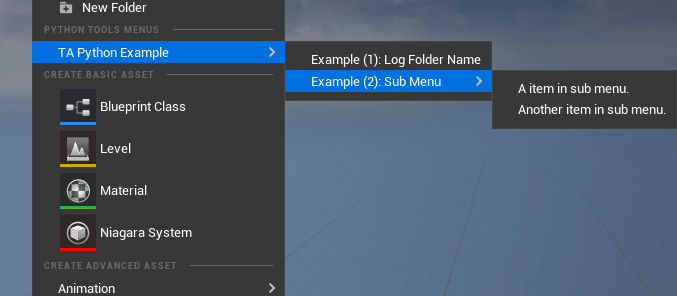 New Folder
PYTHON TOOLS MENUS
TA Python Example
Example (1): Log Folder Name
Example (2): Sub Menu
A item in sub menu.
Another item in sub menu.
CREATE BASIC ASSET
Blueprint Class
Level
Material
Niagara System
CREATE ADVANCED ASSET
Animation